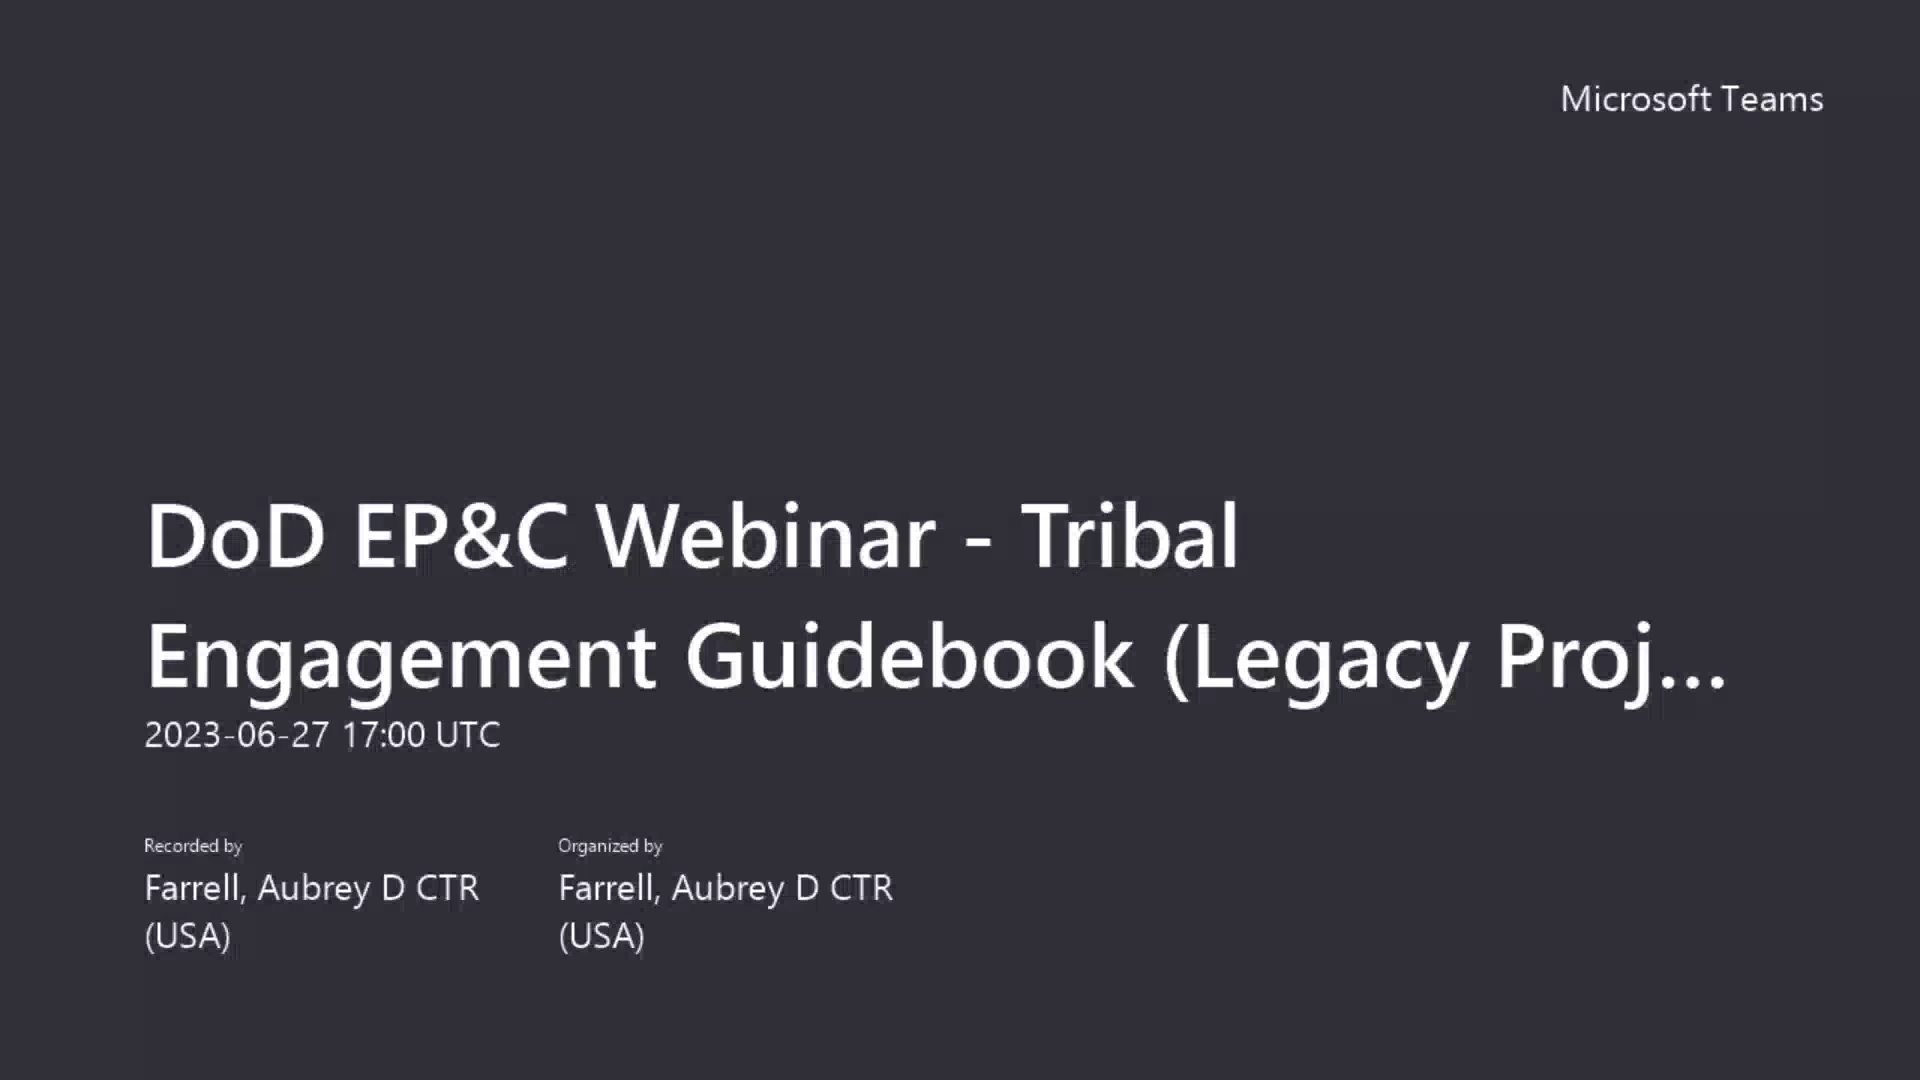 Microsoft Teams
DoD EP&C Webinar - Tribal
Engagement Guidebook (Legacy Proj...
2023-06-27 17:00 UTC
Recorded by
Farrell, Aubrey D CTR
(USA)
Organized by
Farrell, Aubrey D CTR
(USA)